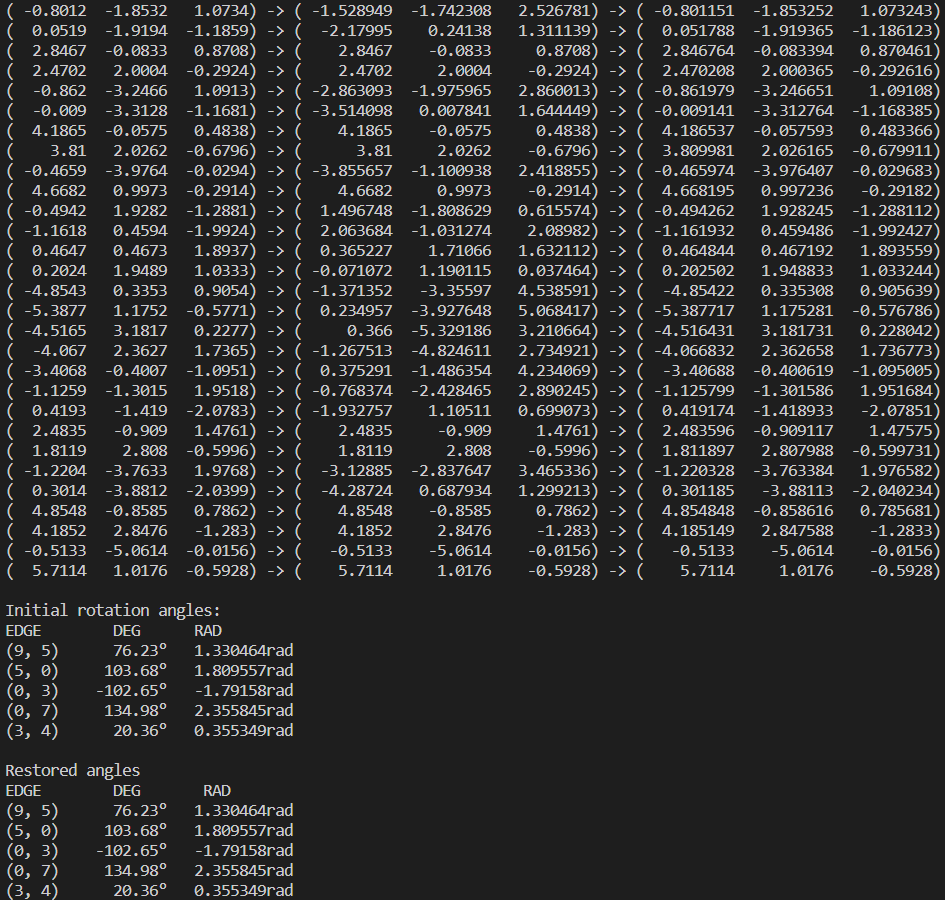 ( -0.8012 -1.8532 1.0734) -> ( -1.528949 -1.742308 2.526781) -> ( -0.801151 -1.853252 1.073243)
( 0.0519 -1.9194 -1.1859) -> ( -2.17995 0.24138 1.311139) -> ( 0.051788 -1.919365 -1.186123)
( 2.8467 -0.0833 0.8708) -> ( 2.8467 -0.0833 0.8708) -> ( 2.846764 -0.083394 0.870461)
( 2.4702 2.0004 -0.2924) -> ( 2.4702 2.0004 -0.2924) -> ( 2.470208 2.000365 -0.292616)
( -0.862 -3.2466 1.0913) -> ( -2.863093 -1.975965 2.860013) -> ( -0.861979 -3.246651 1.09108)
( -0.009 -3.3128 -1.1681) -> ( -3.514098 0.007841 1.644449) -> ( -0.009141 -3.312764 -1.168385)
( 4.1865 -0.0575 0.4838) -> ( 4.1865 -0.0575 0.4838) -> ( 4.186537 -0.057593 0.483366)
( 3.81 2.0262 -0.6796) -> ( 3.81 2.0262 -0.6796) -> ( 3.809981 2.026165 -0.679911)
( -0.4659 -3.9764 -0.0294) -> ( -3.855657 -1.100938 2.418855) -> ( -0.465974 -3.976407 -0.029683)
( 4.6682 0.9973 -0.2914) -> ( 4.6682 0.9973 -0.2914) -> ( 4.668195 0.997236 -0.29182)
( -0.4942 1.9282 -1.2881) -> ( 1.496748 -1.808629 0.615574) -> ( -0.494262 1.928245 -1.288112)
( -1.1618 0.4594 -1.9924) -> ( 2.063684 -1.031274 2.08982) -> ( -1.161932 0.459486 -1.992427)
( 0.4647 0.4673 1.8937) -> ( 0.365227 1.71066 1.632112) -> ( 0.464844 0.467192 1.893559)
( 0.2024 1.9489 1.0333) -> ( -0.071072 1.190115 0.037464) -> ( 0.202502 1.948833 1.033244)
( -4.8543 0.3353 0.9054) -> ( -1.371352 -3.35597 4.538591) -> ( -4.85422 0.335308 0.905639)
( -5.3877 1.1752 -0.5771) -> ( 0.234957 -3.927648 5.068417) -> ( -5.387717 1.175281 -0.576786)
( -4.5165 3.1817 0.2277) -> ( 0.366 -5.329186 3.210664) -> ( -4.516431 3.181731 0.228042)
( -4.067 2.3627 1.7365) -> ( -1.267513 -4.824611 2.734921) -> ( -4.066832 2.362658 1.736773)
( -3.4068 -0.4007 -1.0951) -> ( 0.375291 -1.486354 4.234069) -> ( -3.40688 -0.400619 -1.095005)
( -1.1259 -1.3015 1.9518) -> ( -0.768374 -2.428465 2.890245) -> ( -1.125799 -1.301586 1.951684)
( 0.4193 -1.419 -2.0783) -> ( -1.932757 1.10511 0.699073) -> ( 0.419174 -1.418933 -2.07851)
( 2.4835 -0.909 1.4761) -> ( 2.4835 -0.909 1.4761) -> ( 2.483596 -0.909117 1.47575)
( 1.8119 2.808 -0.5996) -> ( 1.8119 2.808 -0.5996) -> ( 1.811897 2.807988 -0.599731)
( -1.2204 -3.7633 1.9768) -> ( -3.12885 -2.837647 3.465336) -> ( -1.220328 -3.763384 1.976582)
( 0.3014 -3.8812 -2.0399) -> ( -4.28724 0.687934 1.299213) -> ( 0.301185 -3.88113 -2.040234)
( 4.8548 -0.8585 0.7862) -> ( 4.8548 -0.8585 0.7862) -> ( 4.854848 -0.858616 0.785681)
( 4.1852 2.8476 -1.283) -> ( 4.1852 2.8476 -1.283) -> ( 4.185149 2.847588 -1.2833)
( -0.5133 -5.0614 -0.0156) -> ( -0.5133 -5.0614 -0.0156) -> ( -0.5133 -5.0614 -0.0156)
( 5.7114 1.0176 -0.5928) -> ( 5.7114 1.0176 -0.5928) -> ( 5.7114 1.0176 -0.5928)
Initial rotation angles:
EDGE DEG RAD
(9, 5) 76.23º 1.330464rad
(5, 0) 103.68º 1.809557rad
(0, 3) -102.65º -1.79158rad
(0, 7) 134.98º 2.355845rad
(3, 4) 20.36º 0.355349rad
Restored angles
EDGE DEG RAD
(9, 5) 76.23º 1.330464rad
(5, 0) 103.68º 1.809557rad
(0, 3) -102.65º -1.79158rad
(0, 7) 134.98º 2.355845rad
(3, 4) 20.36º 0.355349rad